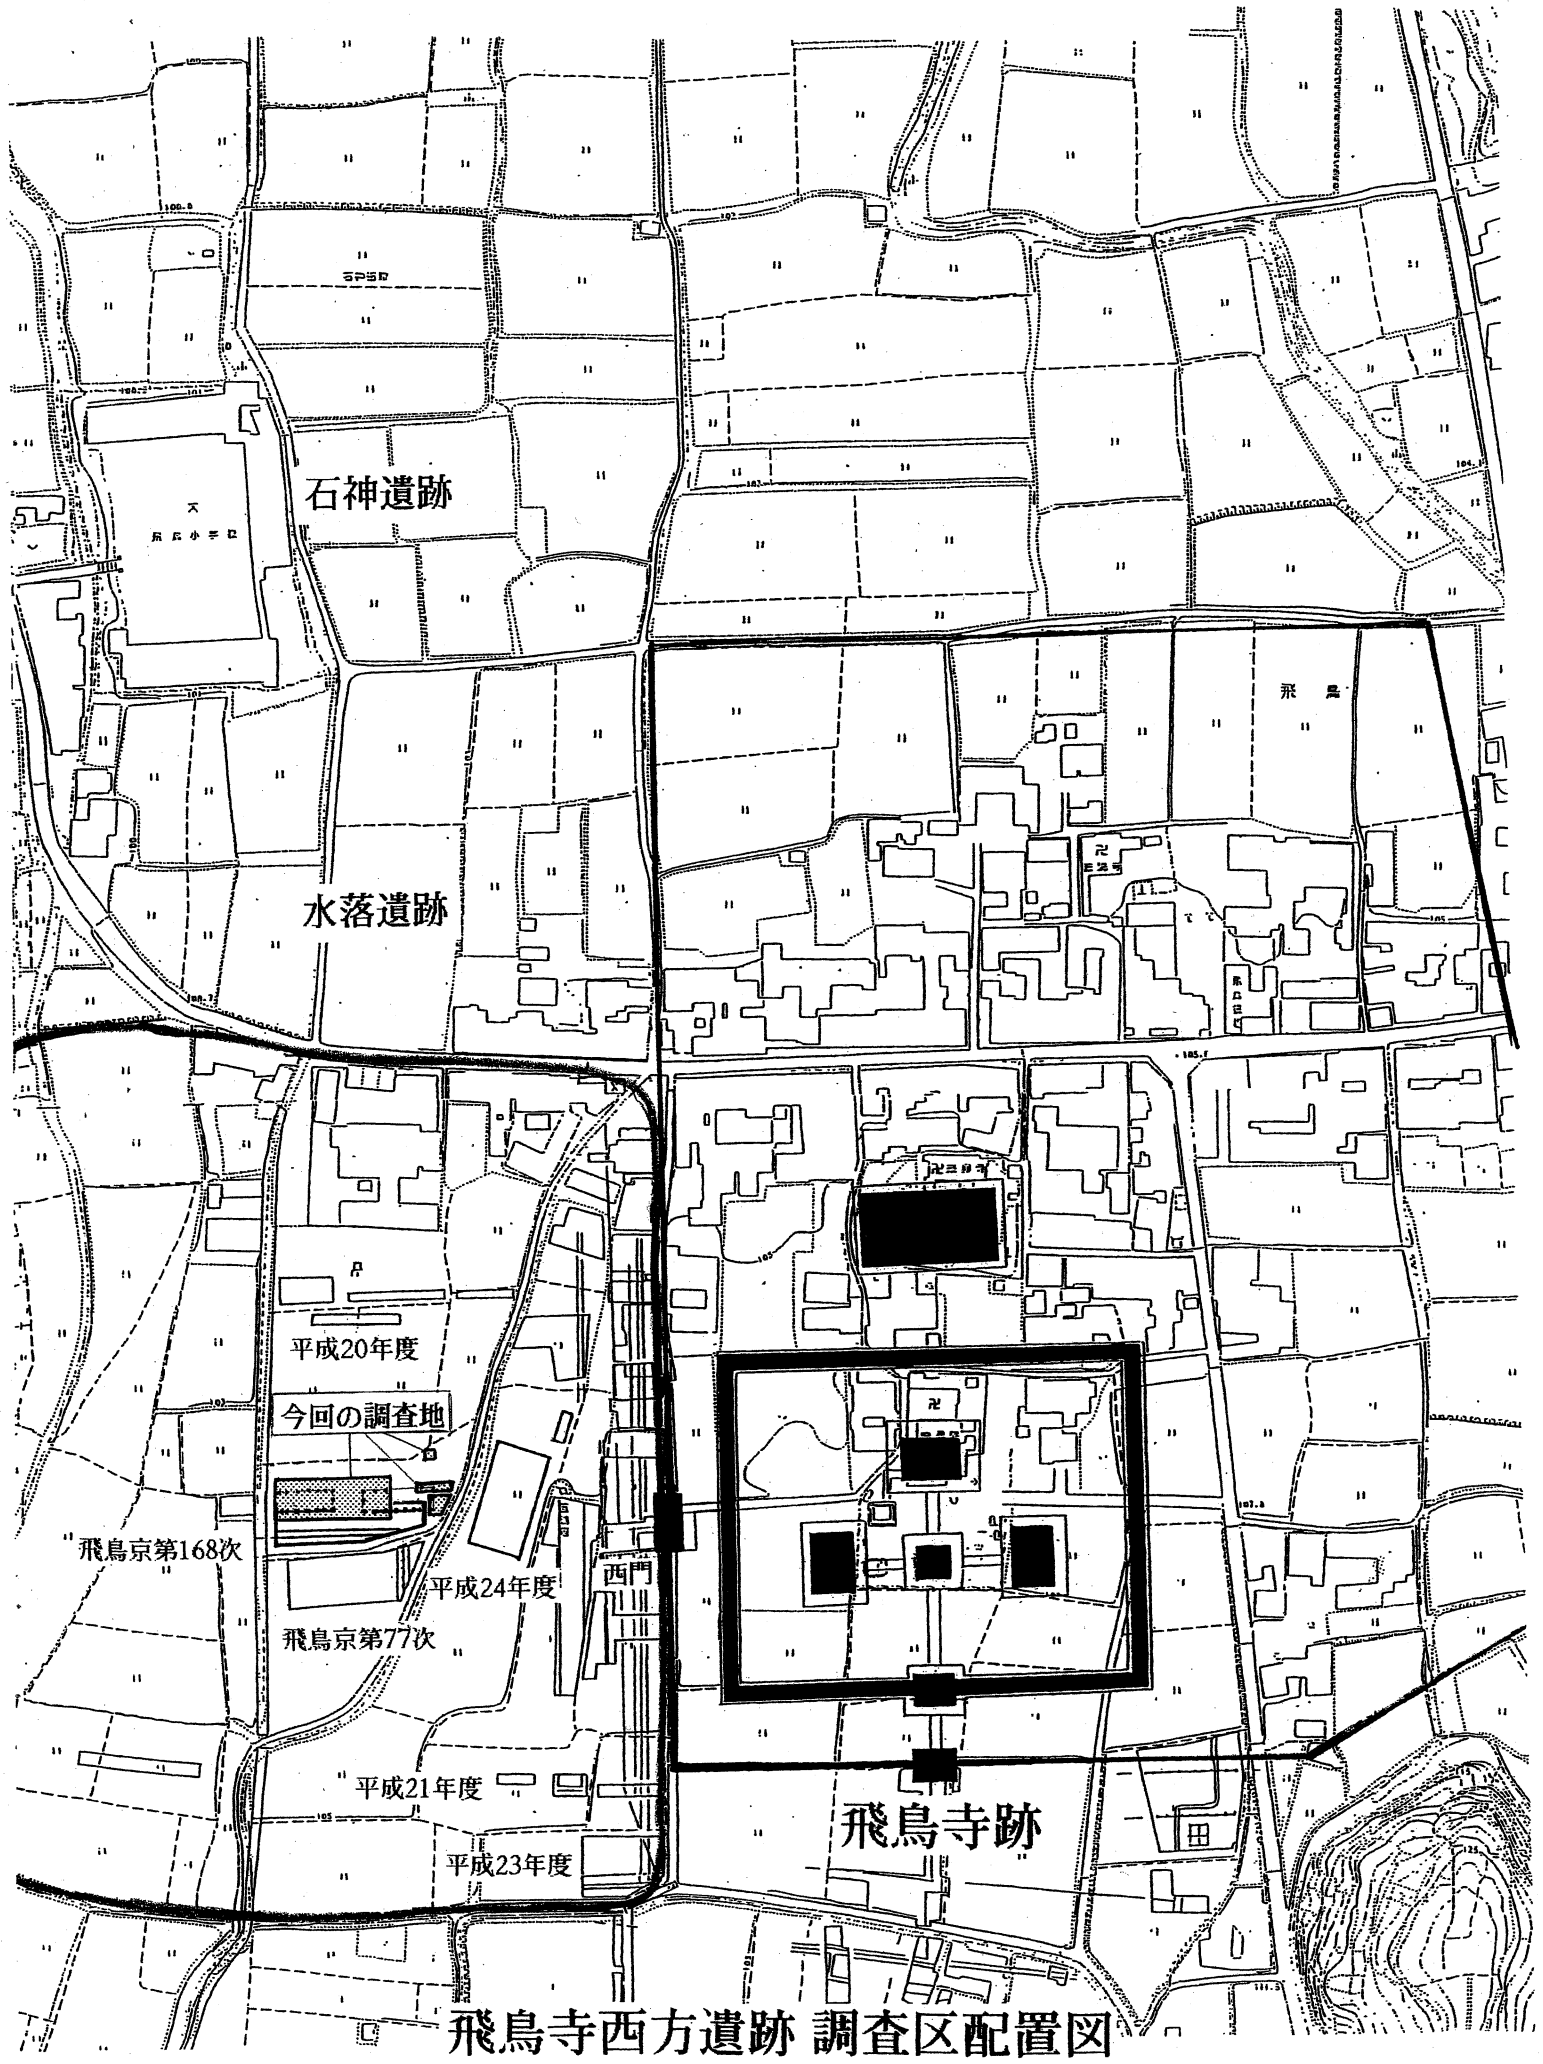 石神遺跡
飛鳥
水落遺跡
平成20年度
今回の調査地
飛鳥京第168次
平成24年度
西門
飛鳥京第77次
平成21年度
飛鳥寺跡
平成23年度
飛鳥寺西方遺跡 調査区配置図